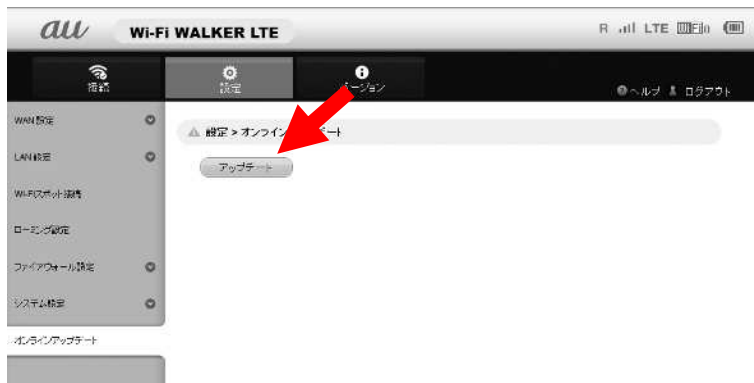 au Wi-Fi WALKER LTE
R LTE
接続
設定
バージョン
ヘルプ
ログアウト
WAN設定
LAN設定
Wi-Fiスポット接続
ローミング設定
ファイアウォール設定
システム設定
オンラインアップデート
設定 > オンライン
アップデート